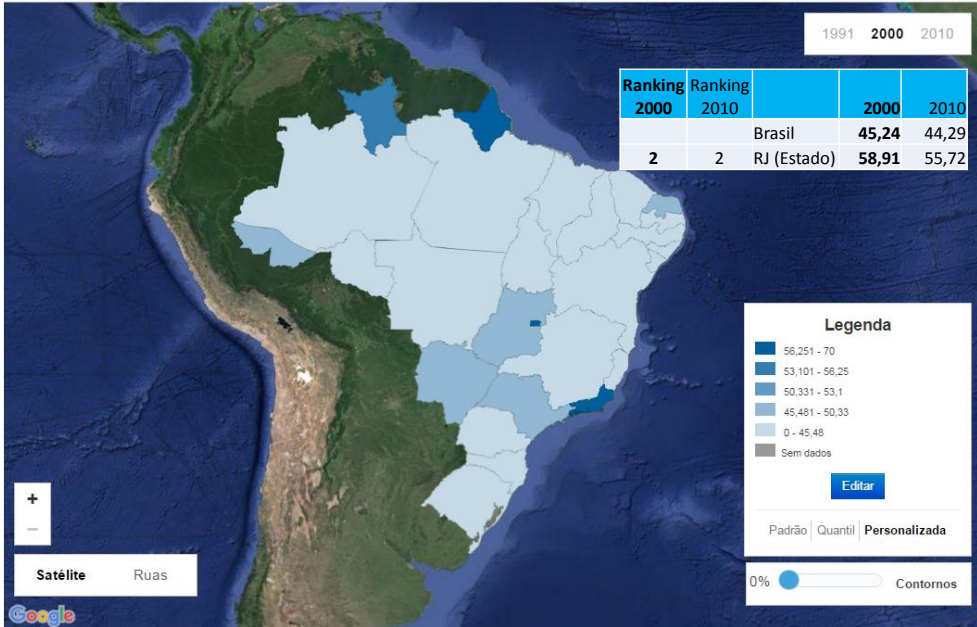 1991 2000 2010
Ranking Ranking
2000 2010 2000 2010
Brasil 45,24 44,29
2 2 RJ (Estado) 58,91 55,72
Legenda
56,251 - 70
53,101 - 56,25
50,331 - 53,1
45,481 - 50,33
0 - 45,48
Sem dados
Editar
Padrão Quantil Personalizada
+
−
Satélite Ruas
0% Contornos
Google